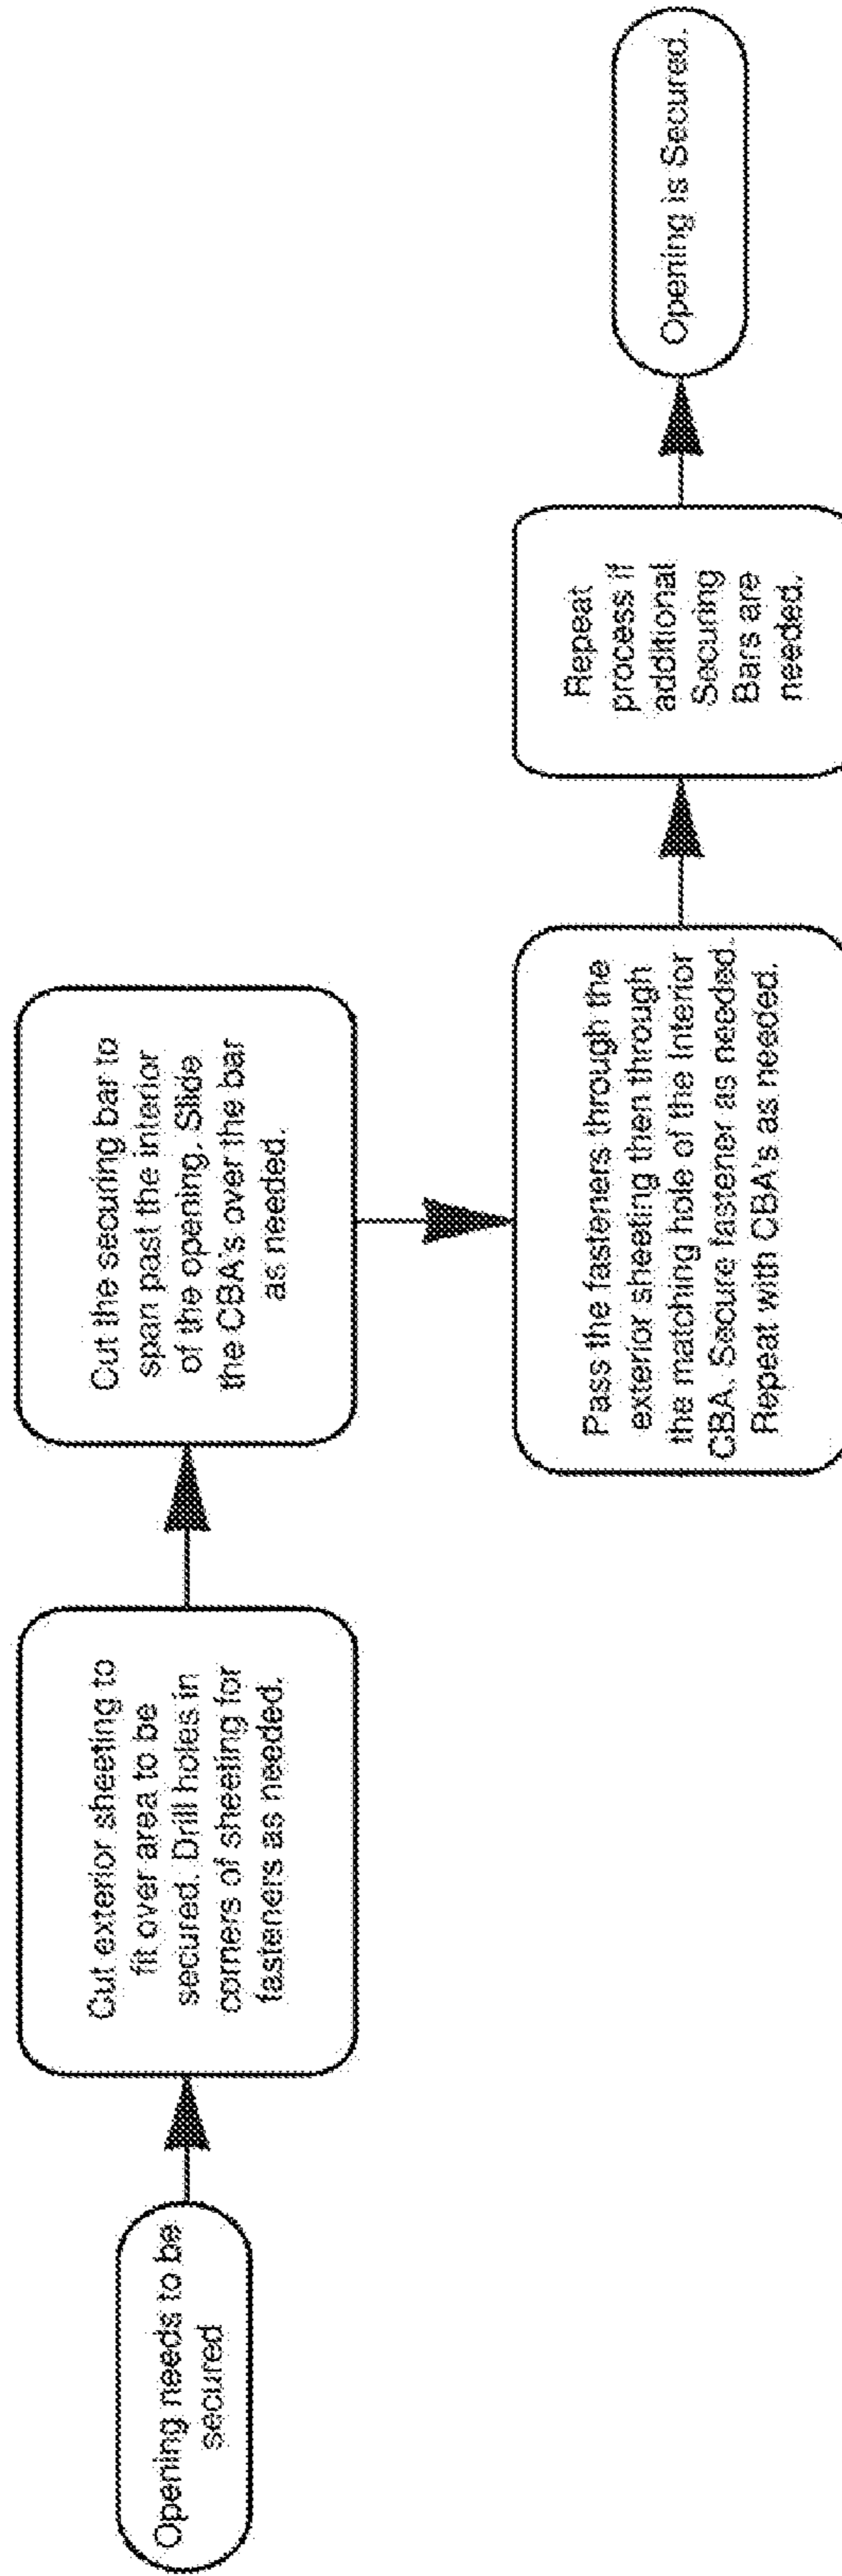 Opening needs to be
secured
Cut exterior sheeting to
fit over area to be
secured. Drill holes in
corners of sheeting for
fasteners as needed.
Cut the securing bar to
span past the interior
of the opening. Slide
the CBA's over the bar
as needed.
Pass the fasteners through the
exterior sheeting then through
the matching hole of the Interior
CBA. Secure fastener as needed.
Repeat with CBA's as needed.
Repeat
process if
additional
Securing
Bars are
needed.
Opening is Secured.